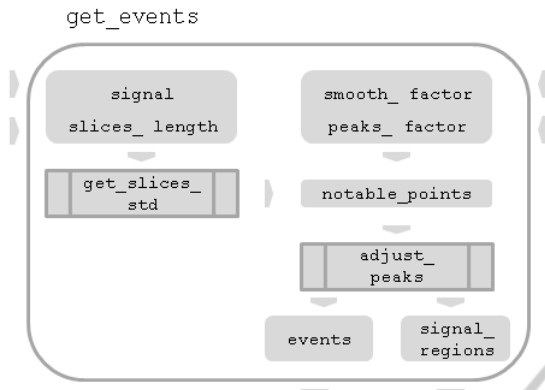 get_events
signal
slices_ length
smooth_ factor
peaks_ factor
get_slices_
std
notable_points
adjust_
peaks
events
signal_
regions